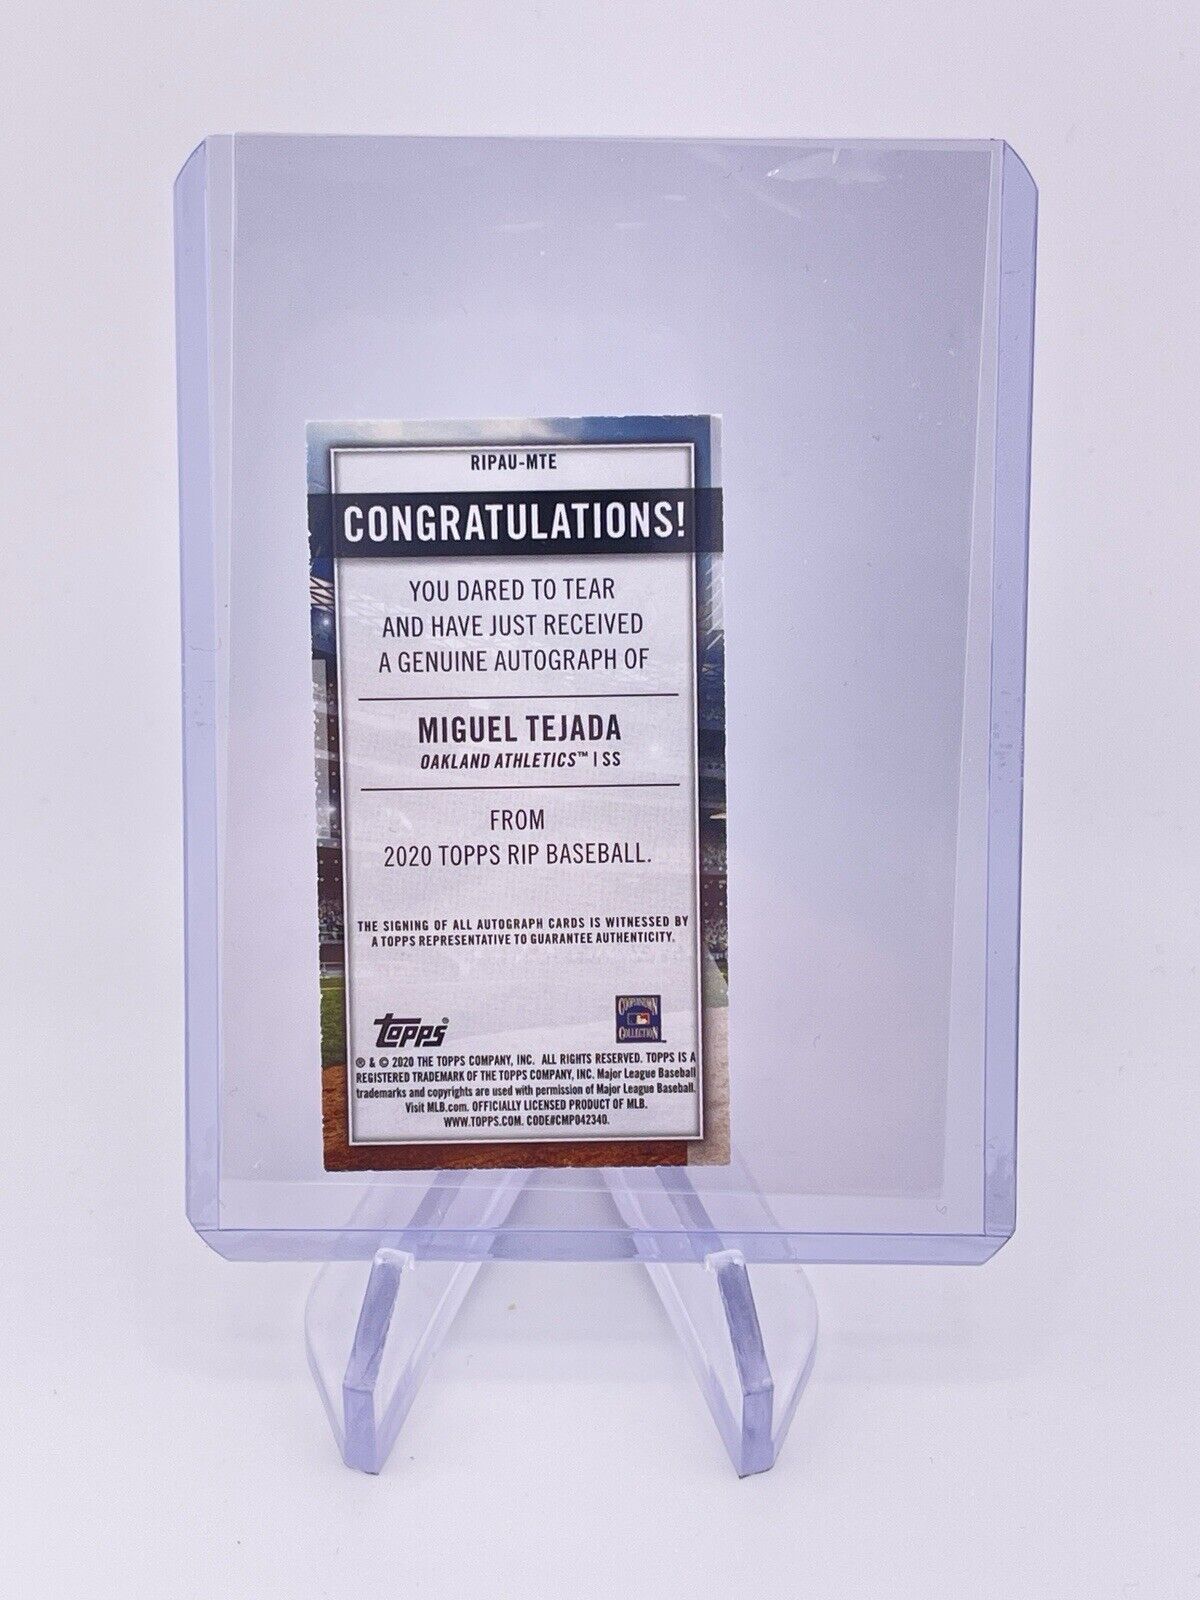 RIPAU-MTE
CONGRATULATIONS!
YOU DARED TO TEAR
AND HAVE JUST RECEIVED
A GENUINE AUTOGRAPH OF
MIGUEL TEJADA
OAKLAND ATHLETICS™ | SS
FROM
2020 TOPPS RIP BASEBALL.
THE SIGNING OF ALL AUTOGRAPH CARDS IS WITNESSED BY
A TOPPS REPRESENTATIVE TO GUARANTEE AUTHENTICITY.
topps®
COOPERSTOWN
COLLECTION™
® & © 2020 THE TOPPS COMPANY, INC. ALL RIGHTS RESERVED. TOPPS IS A
REGISTERED TRADEMARK OF THE TOPPS COMPANY, INC. Major League Baseball
trademarks and copyrights are used with permission of Major League Baseball.
Visit MLB.com. OFFICIALLY LICENSED PRODUCT OF MLB.
WWW.TOPPS.COM. CODE#CMP042340.